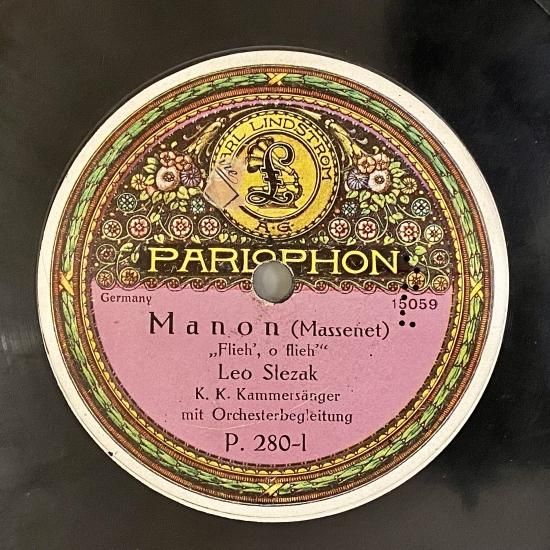 CARL LINDSTRÖM
A.G.
£
PARLOPHON
Germany
15059
Manon (Massenet)
„Flieh', o flieh'“
Leo Slezak
K. K. Kammersänger
mit Orchesterbegleitung
P. 280-I